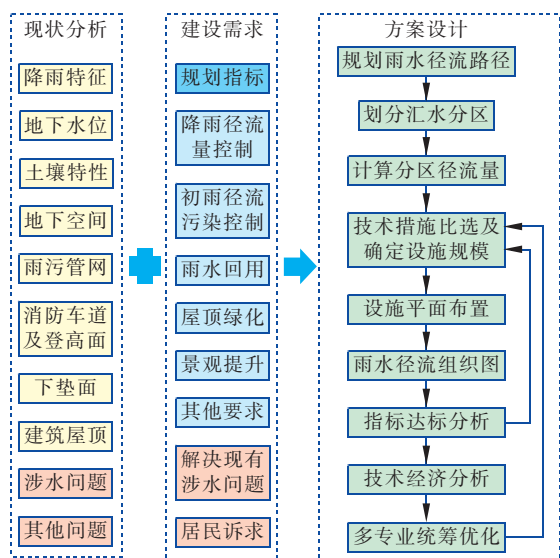 现状分析
降雨特征
地下水位
土壤特性
地下空间
雨污管网
消防车道
及登高面
下垫面
建筑屋顶
涉水问题
其他问题
建设需求
规划指标
降雨径流
量控制
初雨径流
污染控制
雨水回用
屋顶绿化
景观提升
其他要求
解决现有
涉水问题
居民诉求
方案设计
规划雨水径流路径
划分汇水分区
计算分区径流量
技术措施比选及
确定设施规模
设施平面布置
雨水径流组织图
指标达标分析
技术经济分析
多专业统筹优化